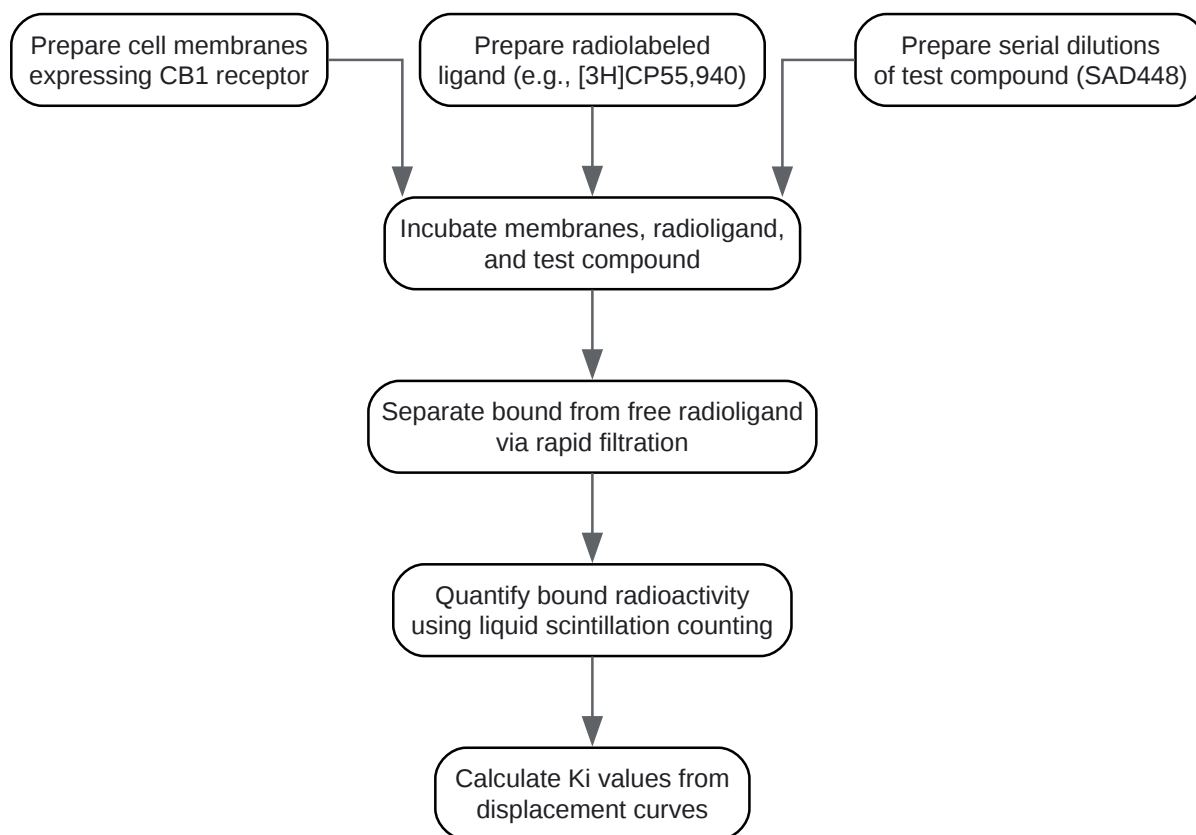 Prepare cell membranes
expressing CB1 receptor
Prepare radiolabeled
ligand (e.g., [3H]CP55,940)
Prepare serial dilutions
of test compound (SAD448)
Incubate membranes, radioligand,
and test compound
Separate bound from free radioligand
via rapid filtration
Quantify bound radioactivity
using liquid scintillation counting
Calculate Ki values from
displacement curves